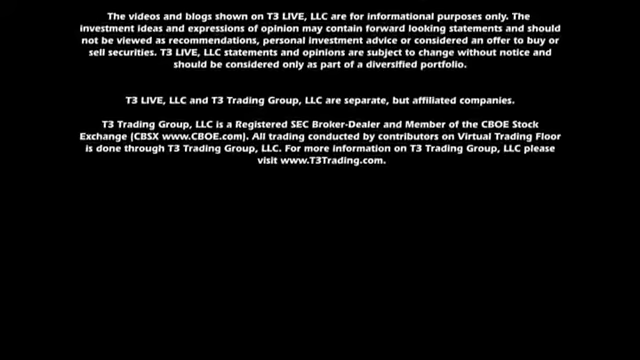 The videos and blogs shown on T3 LIVE, LLC are for informational purposes only. The
investment ideas and expressions of opinion may contain forward looking statements and should
not be viewed as recommendations, personal investment advice or considered an offer to buy or
sell securities. T3 LIVE, LLC statements and opinions are subject to change without notice and
should be considered only as part of a diversified portfolio.
T3 LIVE, LLC and T3 Trading Group, LLC are separate, but affiliated companies.
T3 Trading Group, LLC is a Registered SEC Broker-Dealer and Member of the CBOE Stock
Exchange (CBSX www.CBOE.com). All trading conducted by contributors on Virtual Trading Floor
is done through T3 Trading Group, LLC. For more information on T3 Trading Group, LLC please
visit www.T3Trading.com.